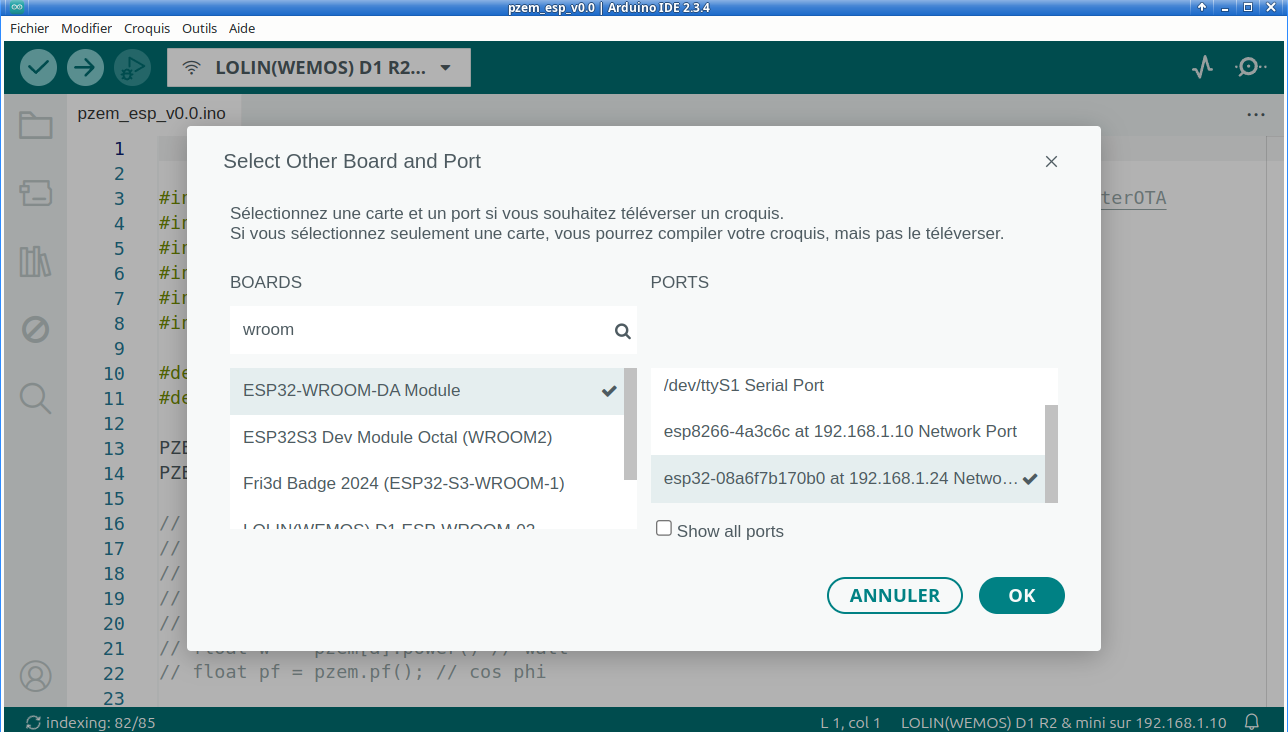 pzem_esp_v0.0 | Arduino IDE 2.3.4
Fichier Modifier Croquis Outils Aide
LOLIN(WEMOS) D1 R2...
pzem_esp_v0.0.ino
Select Other Board and Port
Sélectionnez une carte et un port si vous souhaitez téléverser un croquis.
Si vous sélectionnez seulement une carte, vous pourrez compiler votre croquis, mais pas le téléverser.
BOARDS
wroom
ESP32-WROOM-DA Module
ESP32S3 Dev Module Octal (WROOM2)
Fri3d Badge 2024 (ESP32-S3-WROOM-1)
LOLIN(WEMOS) D1 ESP-WROOM-02
PORTS
/dev/ttyS1 Serial Port
esp8266-4a3c6c at 192.168.1.10 Network Port
esp32-08a6f7b170b0 at 192.168.1.24 Netwo...
Show all ports
ANNULER OK
1
2
3 #in terOTA
4 #in
5 #in
6 #in
7 #in
8 #in
9
10 #de
11 #de
12
13 PZE
14 PZE
15
16 //
17 //
18 //
19 //
20 //
21 // float w = pzem[a].power() // watt
22 // float pf = pzem.pf(); // cos phi
23
indexing: 82/85
L 1, col 1 LOLIN(WEMOS) D1 R2 & mini sur 192.168.1.10